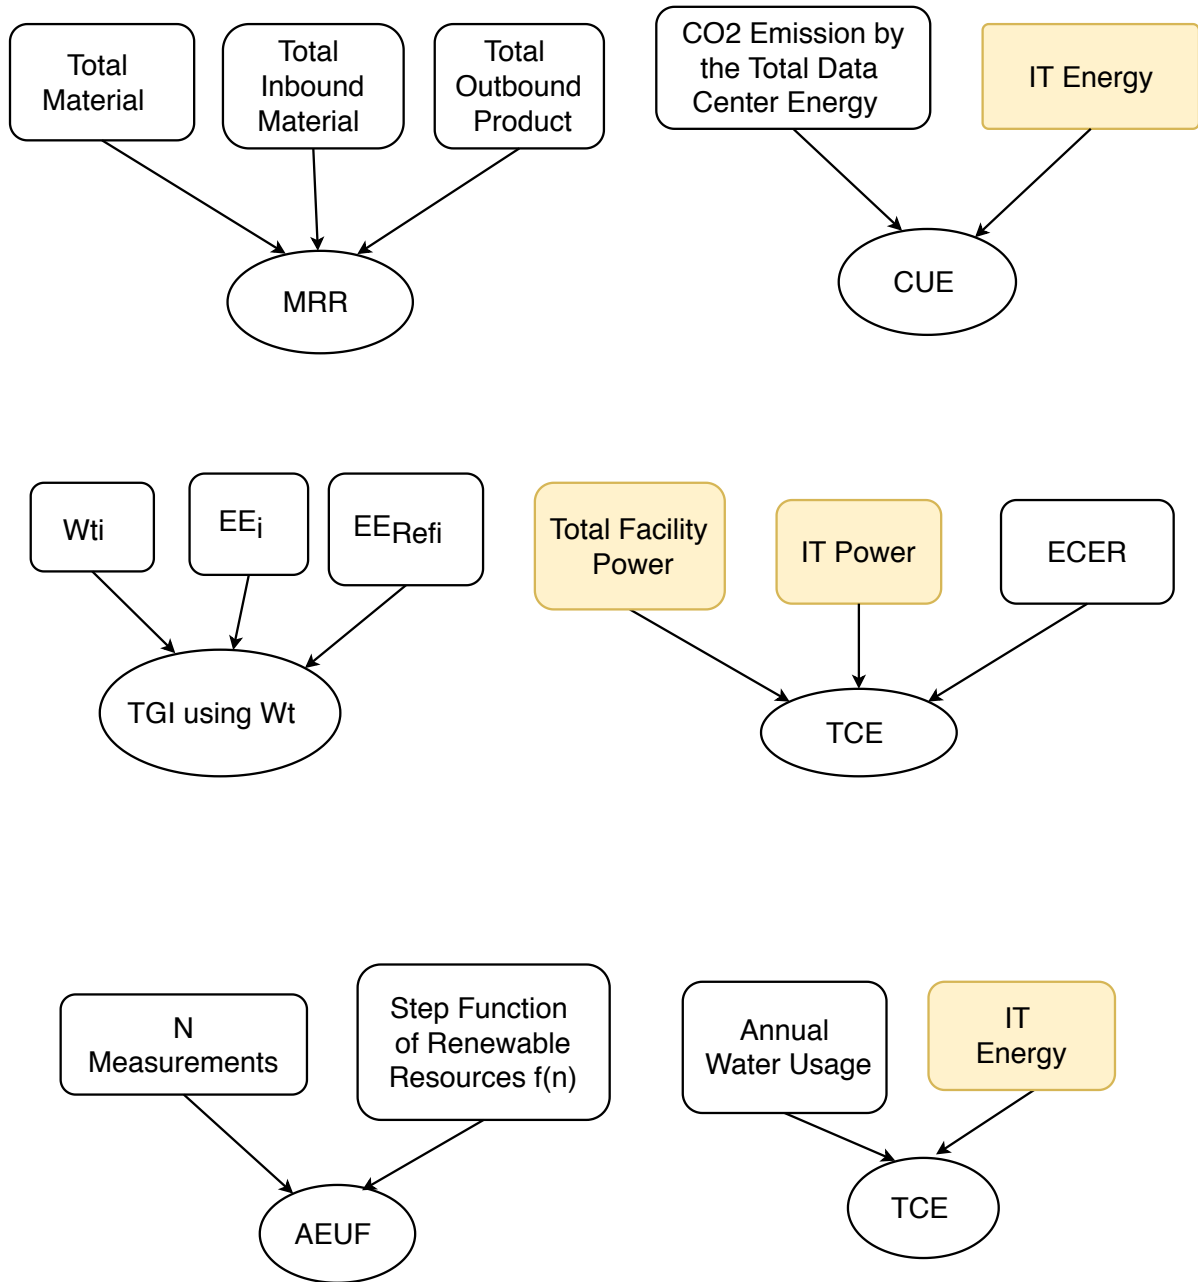 Total
Material
Total
Inbound
Material
Total
Outbound
Product
MRR
CO2 Emission by
the Total Data
Center Energy
IT Energy
CUE
Wti
EEi
EERefi
TGI using Wt
Total Facility
Power
IT Power
ECER
TCE
N
Measurements
Step Function
of Renewable
Resources f(n)
AEUF
Annual
Water Usage
IT
Energy
TCE